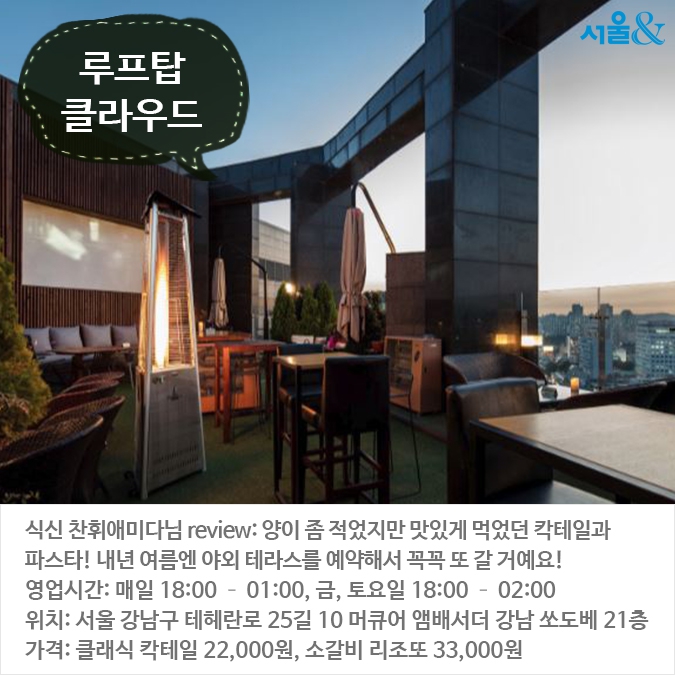 서울&
루프탑
클라우드
식신 찬휘애미다님 review: 양이 좀 적었지만 맛있게 먹었던 칵테일과
파스타! 내년 여름엔 야외 테라스를 예약해서 꼭꼭 또 갈 거예요!
영업시간: 매일 18:00 - 01:00, 금, 토요일 18:00 - 02:00
위치: 서울 강남구 테헤란로 25길 10 머큐어 앰배서더 강남 쏘도베 21층
가격: 클래식 칵테일 22,000원, 소갈비 리조또 33,000원